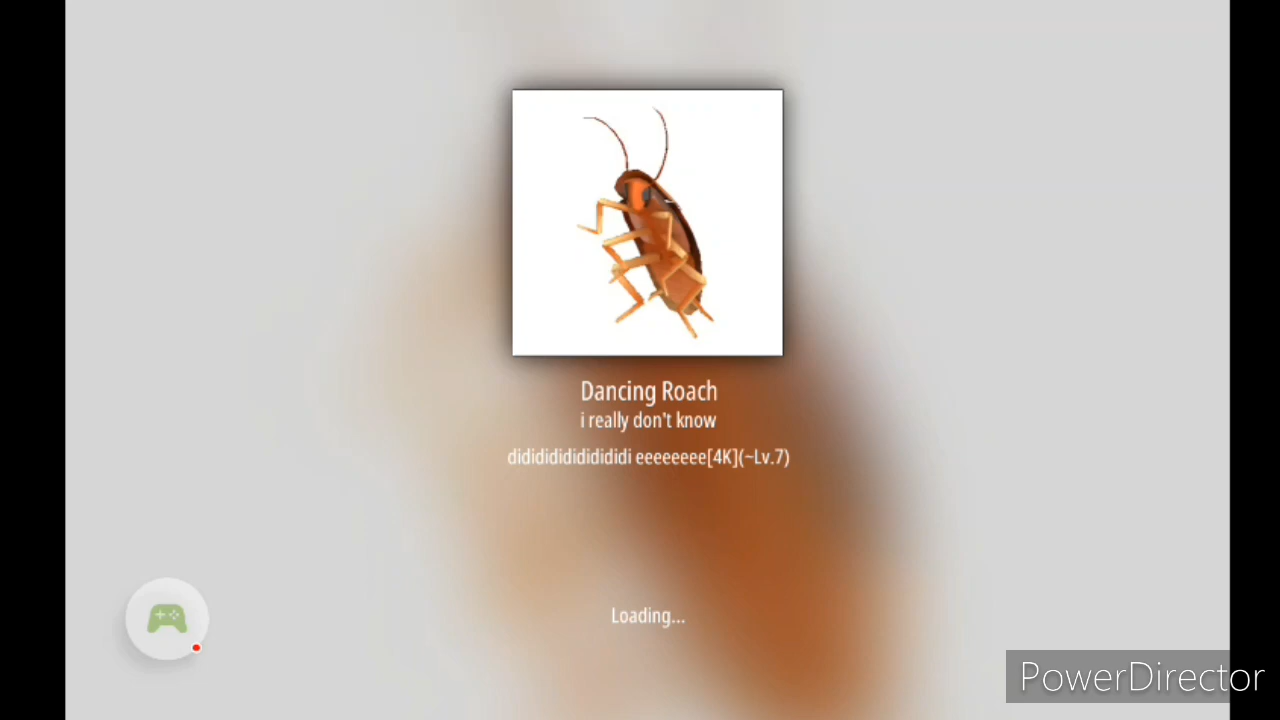 Dancing Roach
i really don't know
dididididididididi eeeeeeee[4K](~Lv.7)
Loading...
PowerDirector